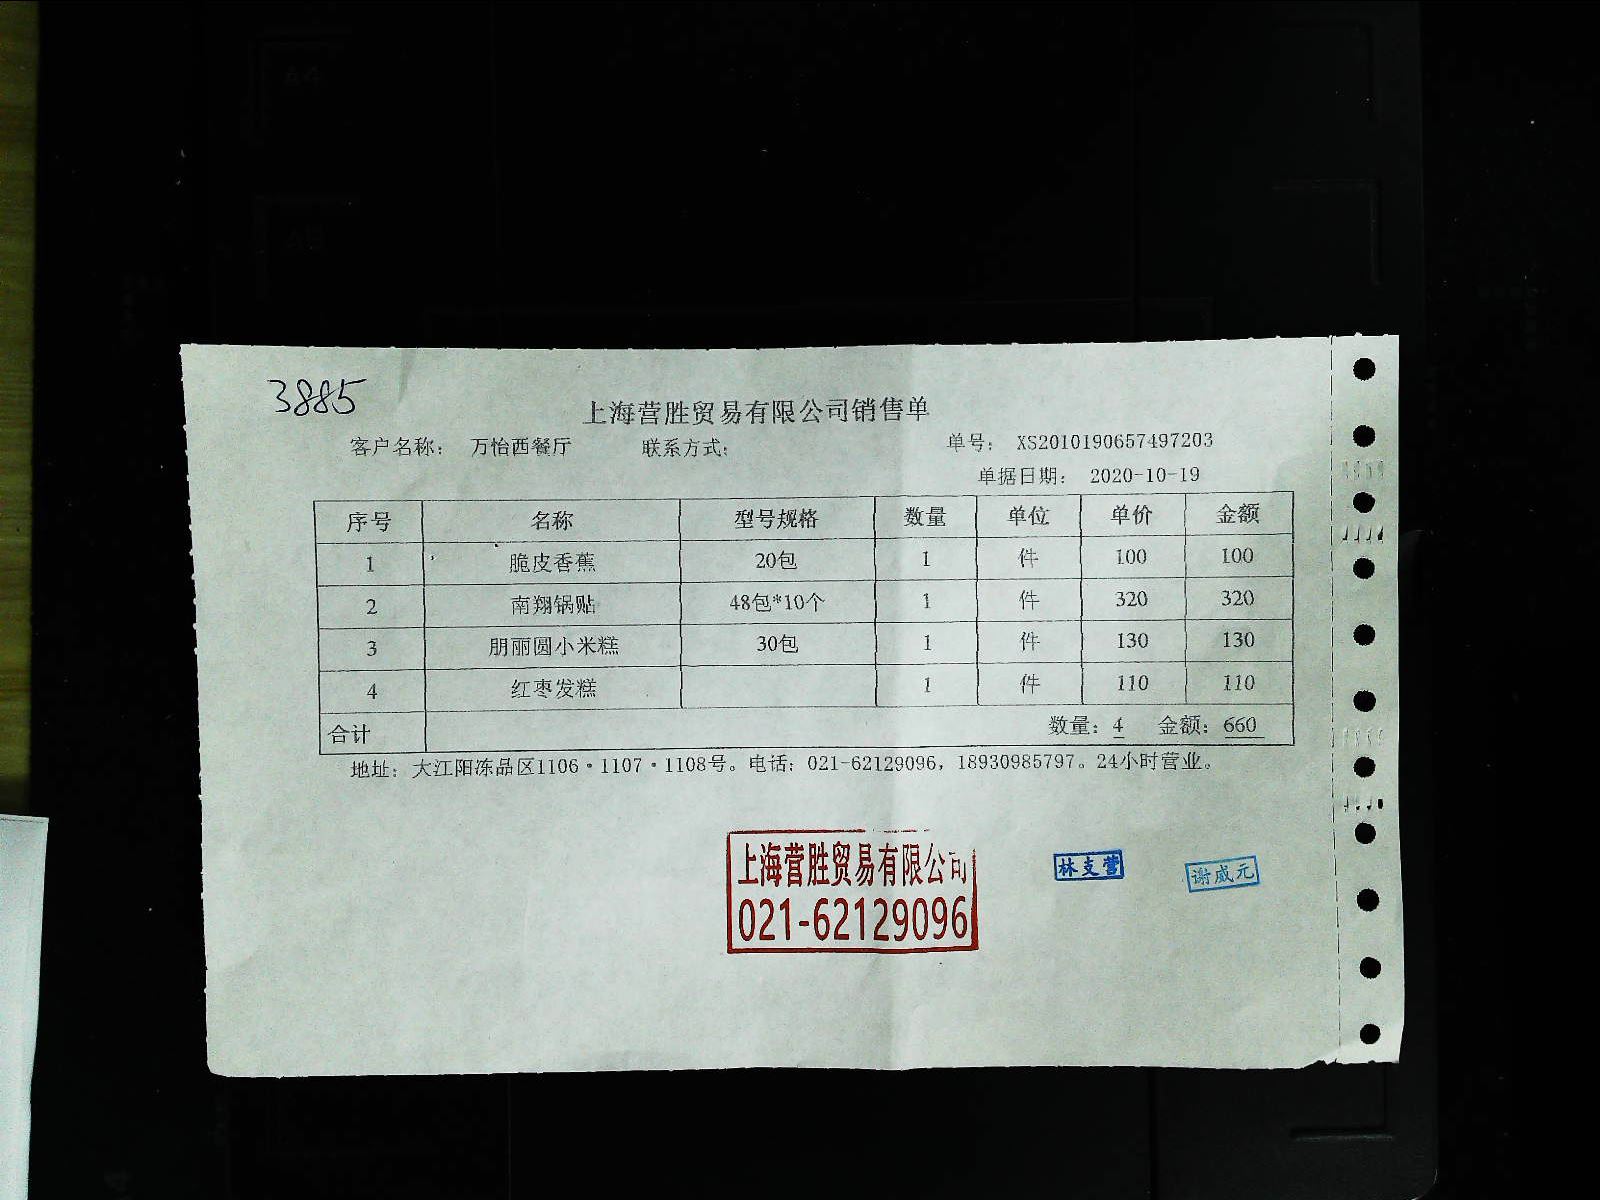 3885
上海营胜贸易有限公司销售单
客户名称： 万怡西餐厅 联系方式： 单号： XS2010190657497203
单据日期： 2020-10-19
序号 名称 型号规格 数量 单位 单价 金额
1 脆皮香蕉 20包 1 件 100 100
2 南翔锅贴 48包*10个 1 件 320 320
3 朋丽圆小米糕 30包 1 件 130 130
4 红枣发糕 1 件 110 110
合计 数量：4 金额：660
地址：大江阳冻品区1106·1107·1108号。电话：021-62129096，18930985797。24小时营业。
上海营胜贸易有限公司
021-62129096
林支营
谢威元